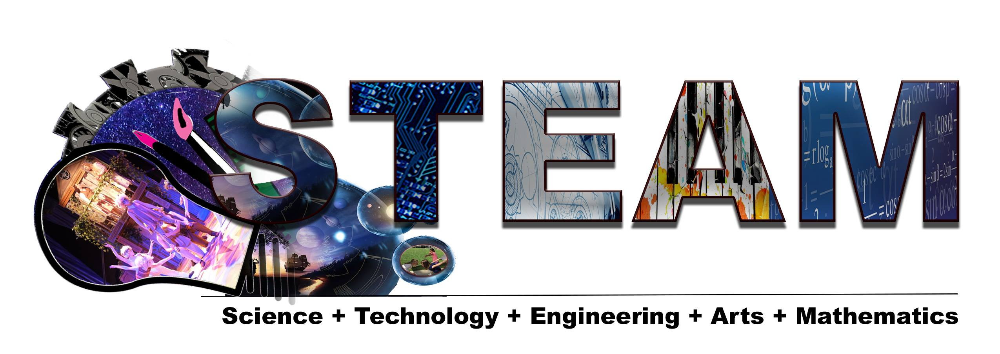 STEAM
Science + Technology + Engineering + Arts + Mathematics